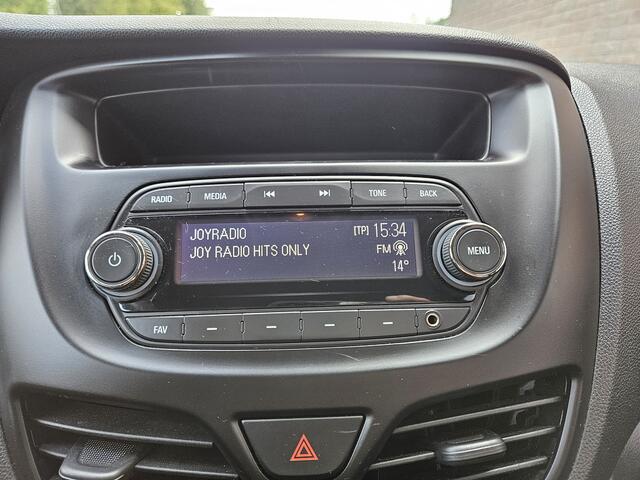 RADIO MEDIA TONE BACK
JOYRADIO [TP] 15:34
JOY RADIO HITS ONLY FM
14°
MENU
FAV